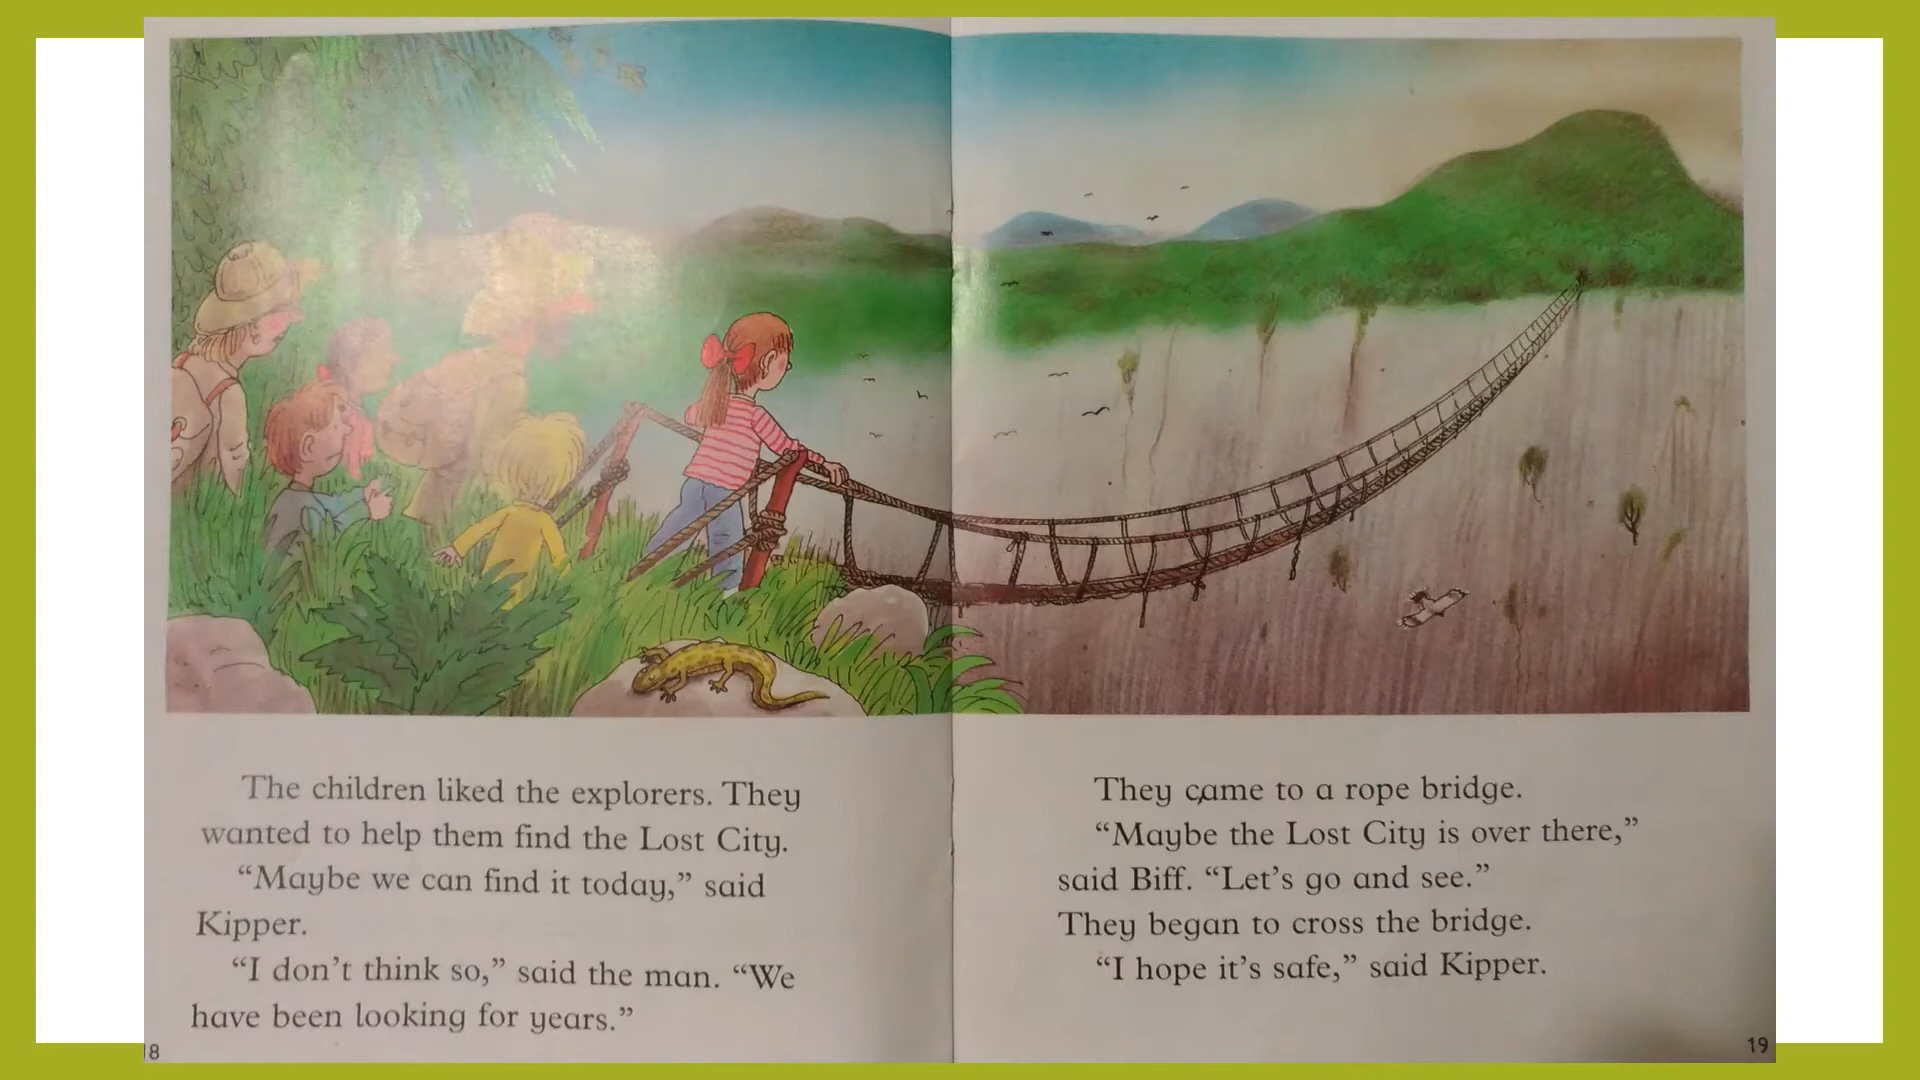 The children liked the explorers. They
wanted to help them find the Lost City.
“Maybe we can find it today,” said
Kipper.
“I don’t think so,” said the man. “We
have been looking for years.”
18
They came to a rope bridge.
“Maybe the Lost City is over there,”
said Biff. “Let’s go and see.”
They began to cross the bridge.
“I hope it’s safe,” said Kipper.
19